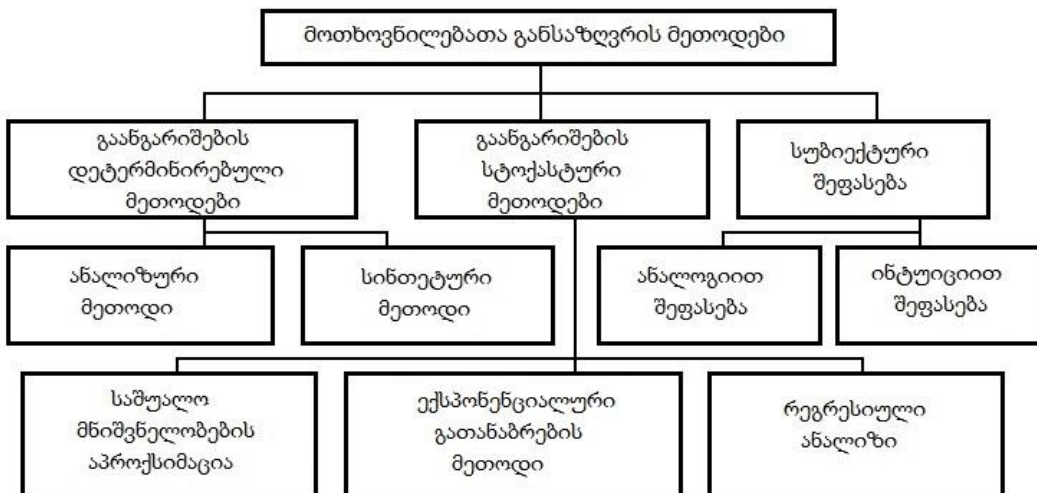 მოთხოვნილებათა განსაზღვრის მეთოდები
გაანგარიშების
დეტერმინირებული
მეთოდები
გაანგარიშების
სტოქასტური
მეთოდები
სუბიექტური
შეფასება
ანალიზური
მეთოდი
სინთეტური
მეთოდი
ანალოგიით
შეფასება
ინტუიციით
შეფასება
საშუალო
მნიშვნელობების
აპროქსიმაცია
ექსპონენციალური
გათანაბრების
მეთოდი
რეგრესიული
ანალიზი